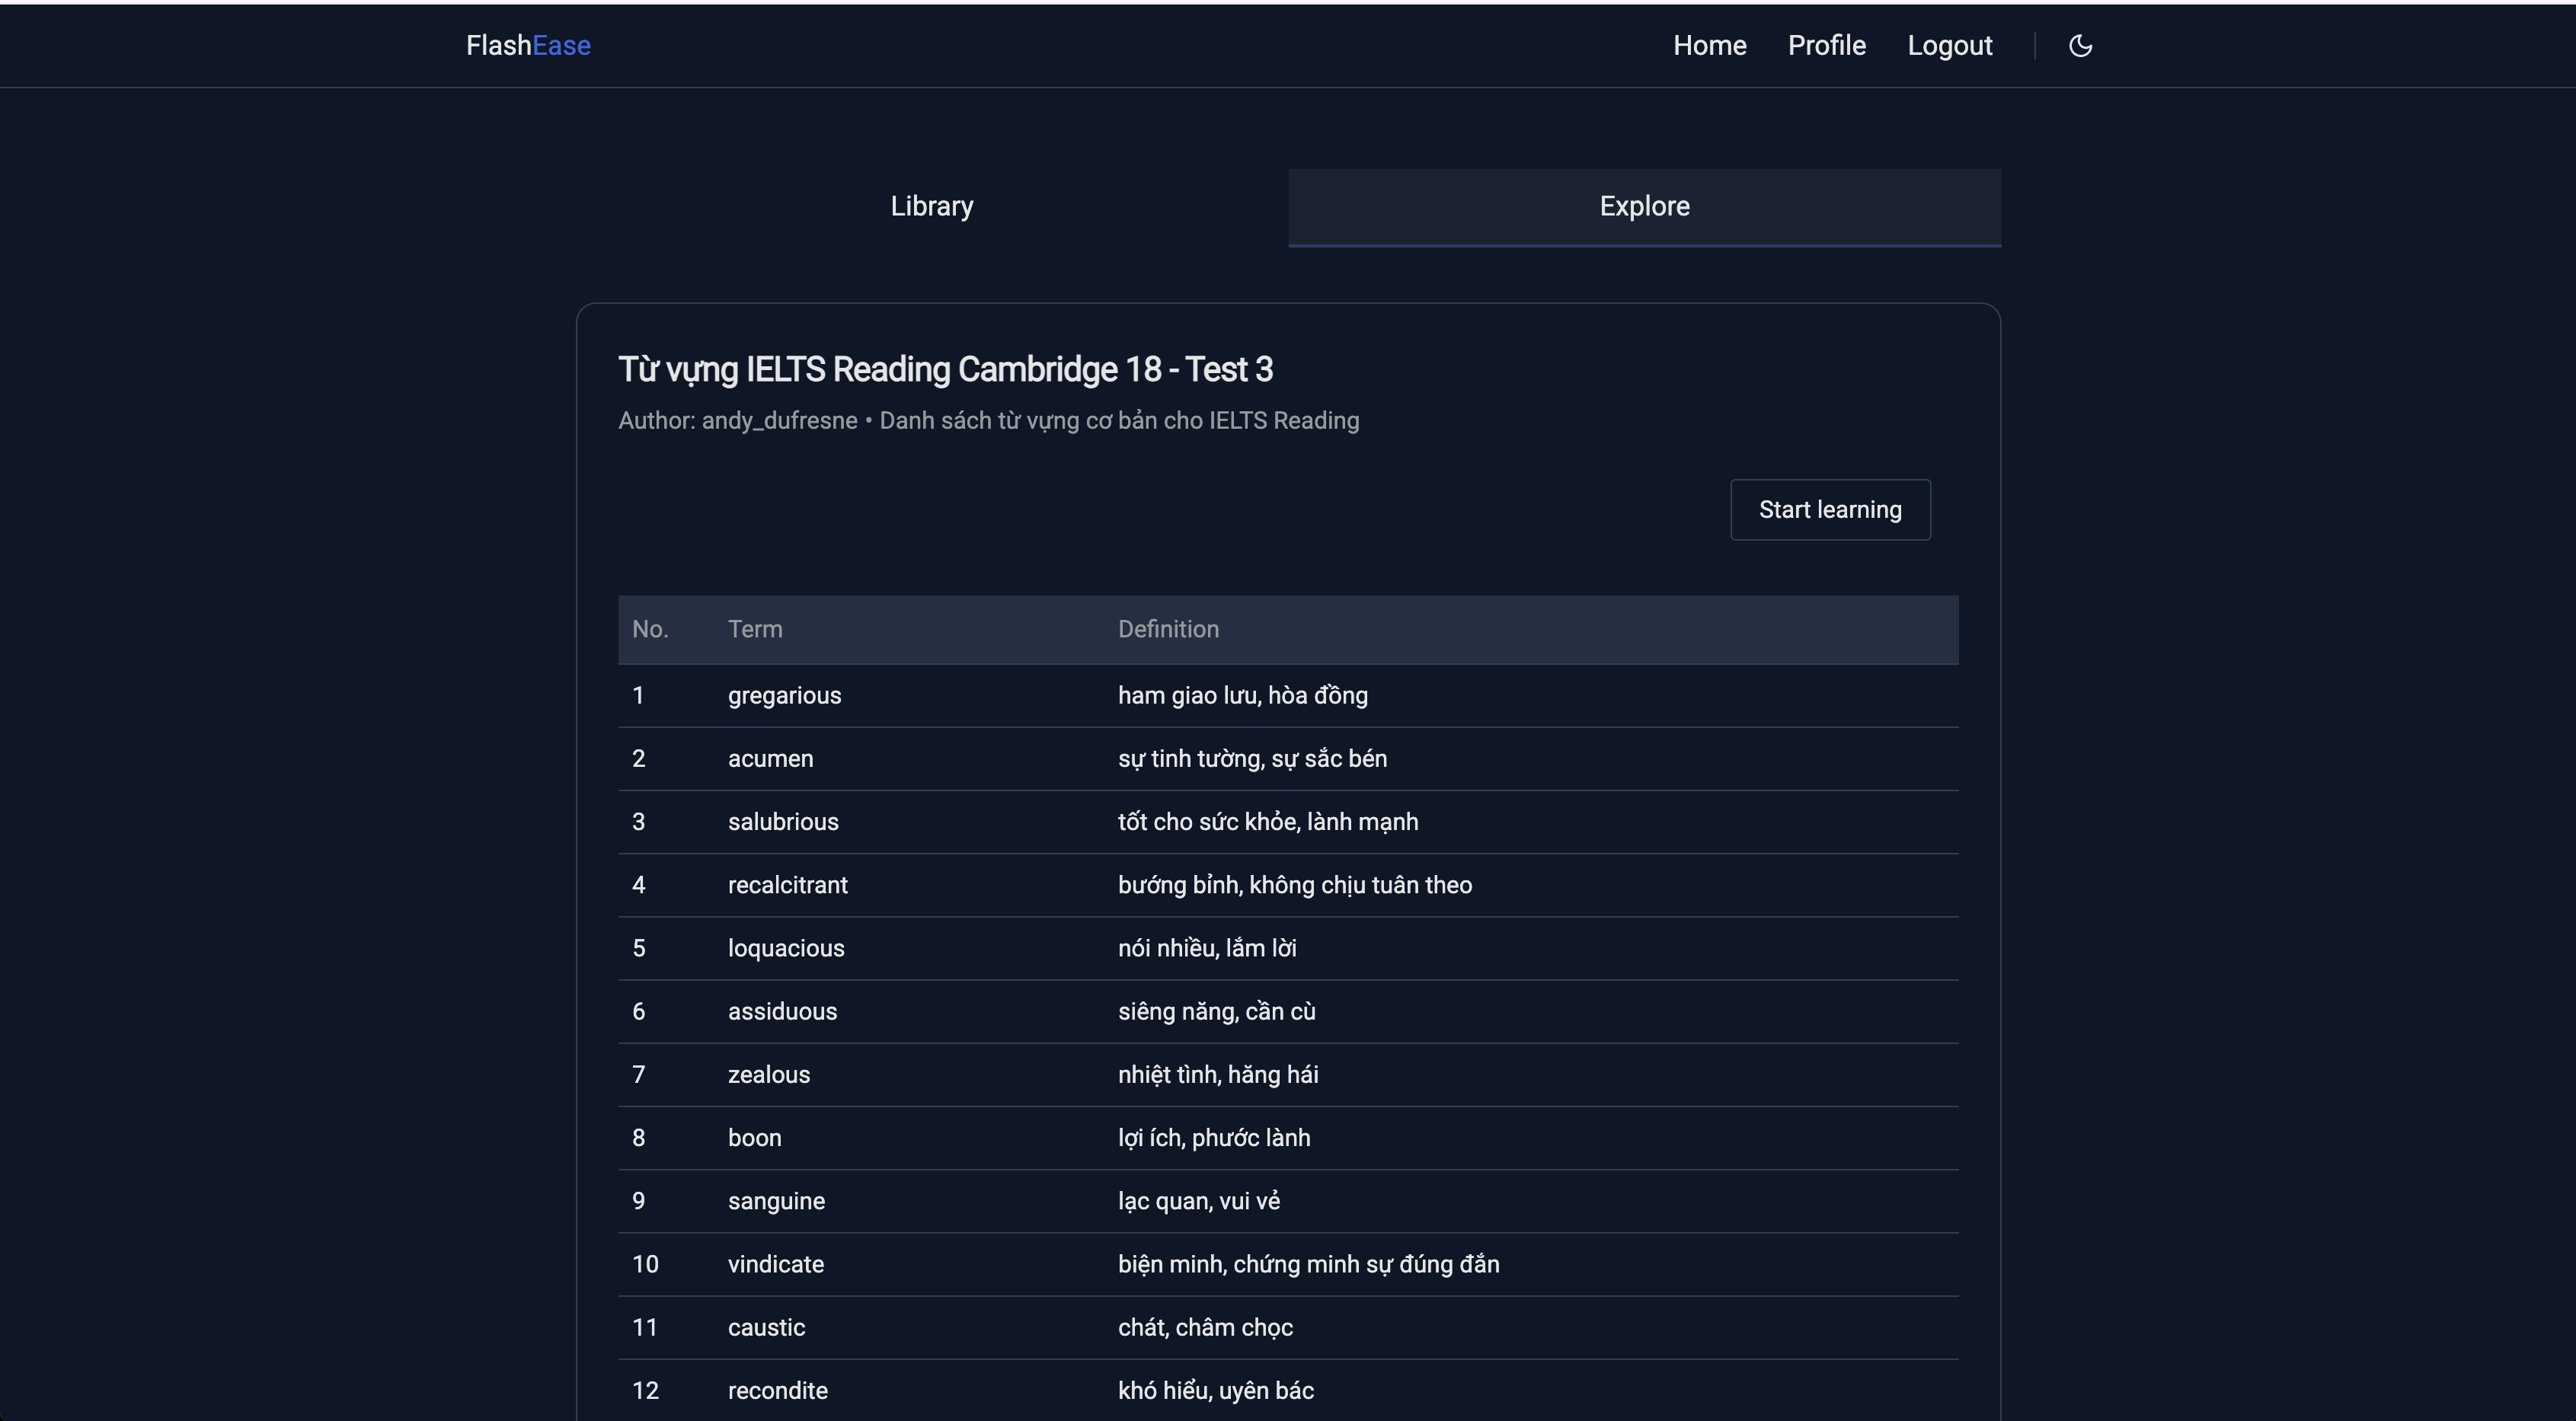 FlashEase Home Profile Logout
Library Explore
Từ vựng IELTS Reading Cambridge 18 - Test 3
Author: andy_dufresne • Danh sách từ vựng cơ bản cho IELTS Reading
Start learning
No. Term Definition
1 gregarious ham giao lưu, hòa đồng
2 acumen sự tinh tường, sự sắc bén
3 salubrious tốt cho sức khỏe, lành mạnh
4 recalcitrant bướng bỉnh, không chịu tuân theo
5 loquacious nói nhiều, lắm lời
6 assiduous siêng năng, cần cù
7 zealous nhiệt tình, hăng hái
8 boon lợi ích, phước lành
9 sanguine lạc quan, vui vẻ
10 vindicate biện minh, chứng minh sự đúng đắn
11 caustic chát, châm chọc
12 recondite khó hiểu, uyên bác